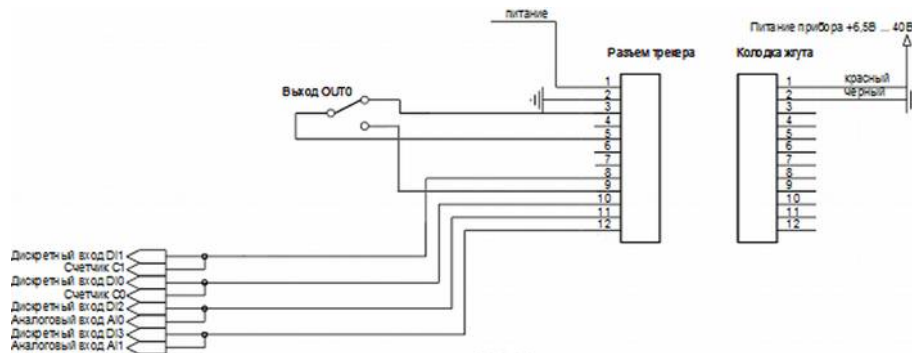 питание
Питание прибора +6,5В ... 40В
Разъем трекера
Колодка жгута
Выход OUT0
1
2
3
4
5
6
7
8
9
10
11
12
1
2
3
4
5
6
7
8
9
10
11
12
красный
черный
Дискретный вход DI1
Счетчик C1
Дискретный вход DI0
Счетчик C0
Дискретный вход DI2
Аналоговый вход AI0
Дискретный вход DI3
Аналоговый вход AI1